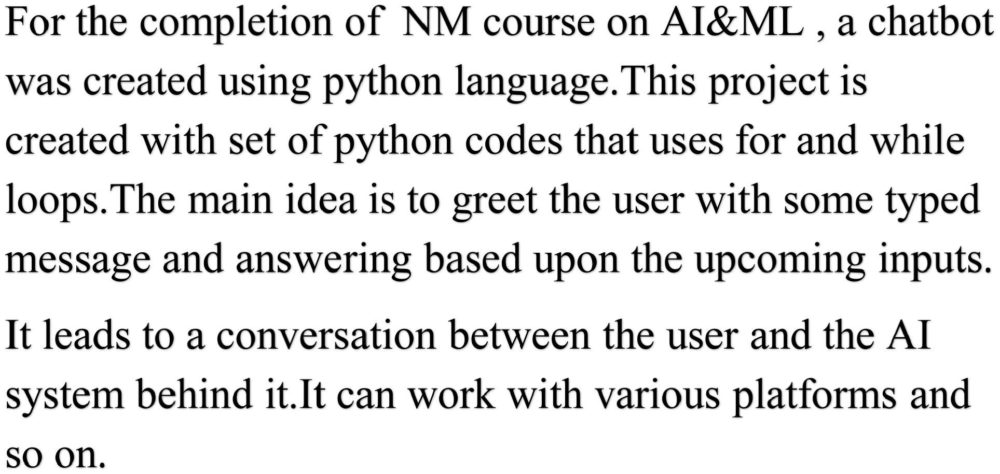 For the completion of  NM course on AI&ML , a chatbot
was created using python language.This project is
created with set of python codes that uses for and while
loops.The main idea is to greet the user with some typed
message and answering based upon the upcoming inputs.
It leads to a conversation between the user and the AI
system behind it.It can work with various platforms and
so on.